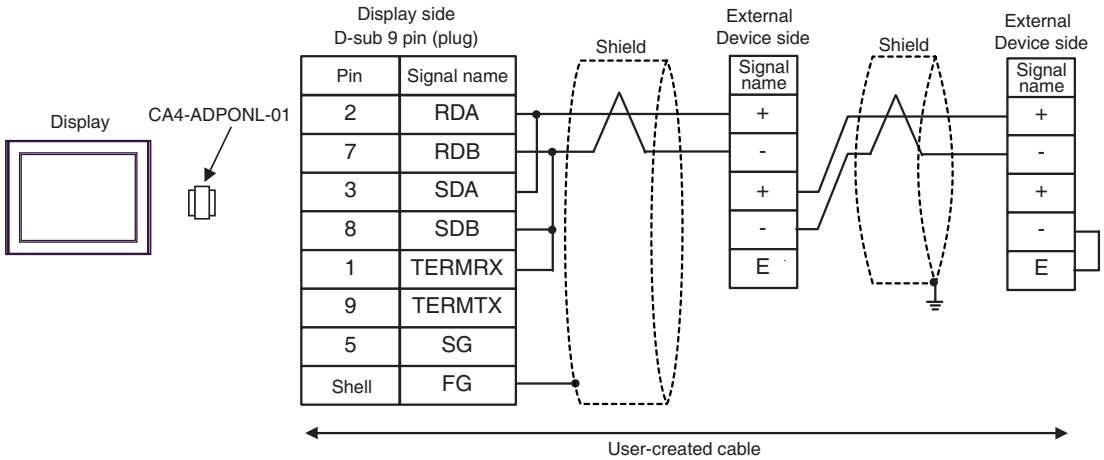 Display side
D-sub 9 pin (plug)
Shield
External
Device side
Shield
External
Device side
Display
CA4-ADPONL-01
Pin Signal name
2 RDA
7 RDB
3 SDA
8 SDB
1 TERMRX
9 TERMTX
5 SG
Shell FG
Signal
name
+
-
+
-
E
Signal
name
+
-
+
-
E
User-created cable